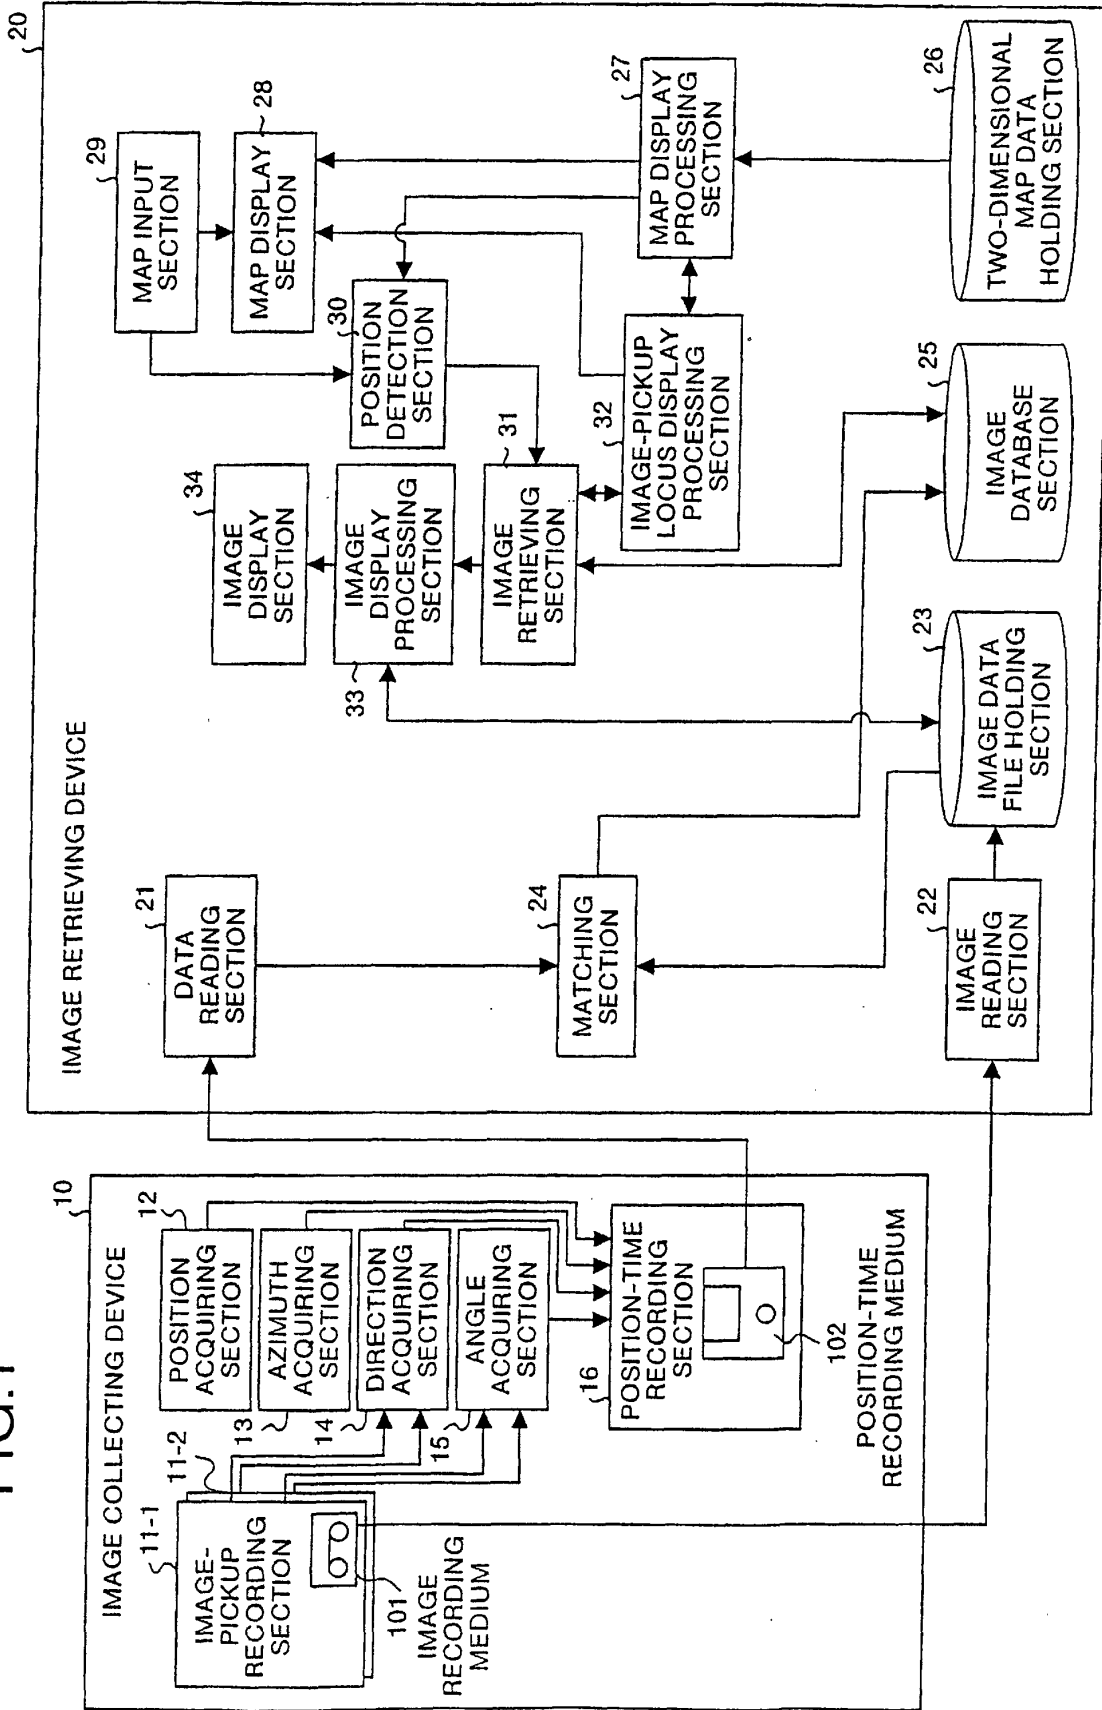 FIG.1
IMAGE COLLECTING DEVICE
10
11-1
11-2
IMAGE-
PICKUP
RECORDING
SECTION
101
IMAGE
RECORDING
MEDIUM
12
POSITION
ACQUIRING
SECTION
13
AZIMUTH
ACQUIRING
SECTION
14
DIRECTION
ACQUIRING
SECTION
15
ANGLE
ACQUIRING
SECTION
16
POSITION-TIME
RECORDING
SECTION
102
POSITION-TIME
RECORDING MEDIUM
IMAGE RETRIEVING DEVICE
20
21
DATA
READING
SECTION
24
MATCHING
SECTION
22
IMAGE
READING
SECTION
34
IMAGE
DISPLAY
SECTION
33
IMAGE
DISPLAY
PROCESSING
SECTION
31
IMAGE
RETRIEVING
SECTION
23
IMAGE DATA
FILE HOLDING
SECTION
29
MAP INPUT
SECTION
28
MAP DISPLAY
SECTION
30
POSITION
DETECTION
SECTION
32
IMAGE-PICKUP
LOCUS DISPLAY
PROCESSING
SECTION
27
MAP DISPLAY
PROCESSING
SECTION
25
IMAGE
DATABASE
SECTION
26
TWO-DIMENSIONAL
MAP DATA
HOLDING SECTION